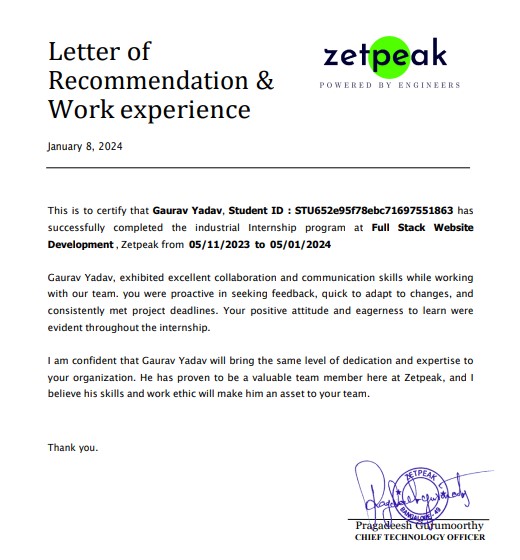 Letter of
Recommendation &
Work experience
zetpeak
POWERED BY ENGINEERS
January 8, 2024
This is to certify that Gaurav Yadav, Student ID : STU652e95f78ebc71697551863 has
successfully completed the industrial Internship program at Full Stack Website
Development , Zetpeak from 05/11/2023 to 05/01/2024
Gaurav Yadav, exhibited excellent collaboration and communication skills while working
with our team. you were proactive in seeking feedback, quick to adapt to changes, and
consistently met project deadlines. Your positive attitude and eagerness to learn were
evident throughout the internship.
I am confident that Gaurav Yadav will bring the same level of dedication and expertise to
your organization. He has proven to be a valuable team member here at Zetpeak, and I
believe his skills and work ethic will make him an asset to your team.
Thank you.
ZETPEAK
BANGALORE-49
Pragadeesh Gurumoorthy
CHIEF TECHNOLOGY OFFICER